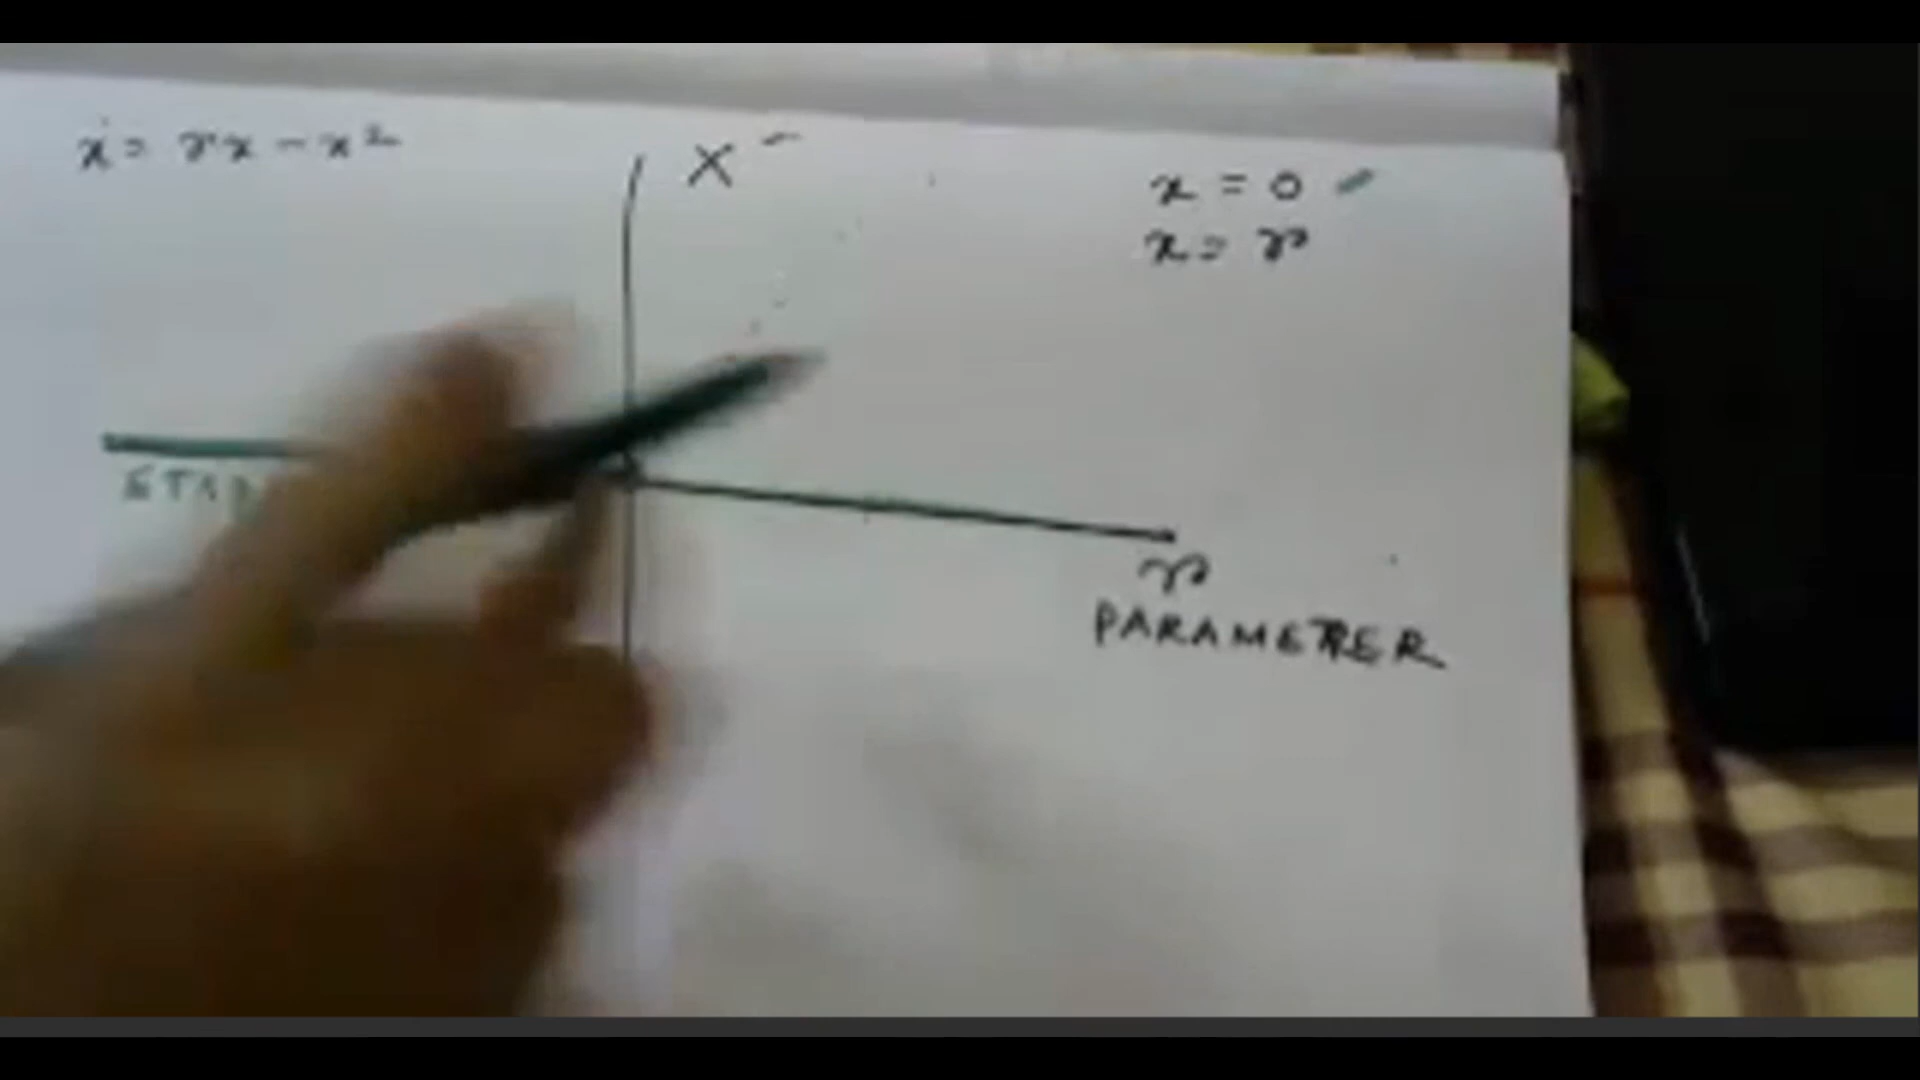 ẋ = rx - x²
X
x = 0
x = r
r
PARAMETER